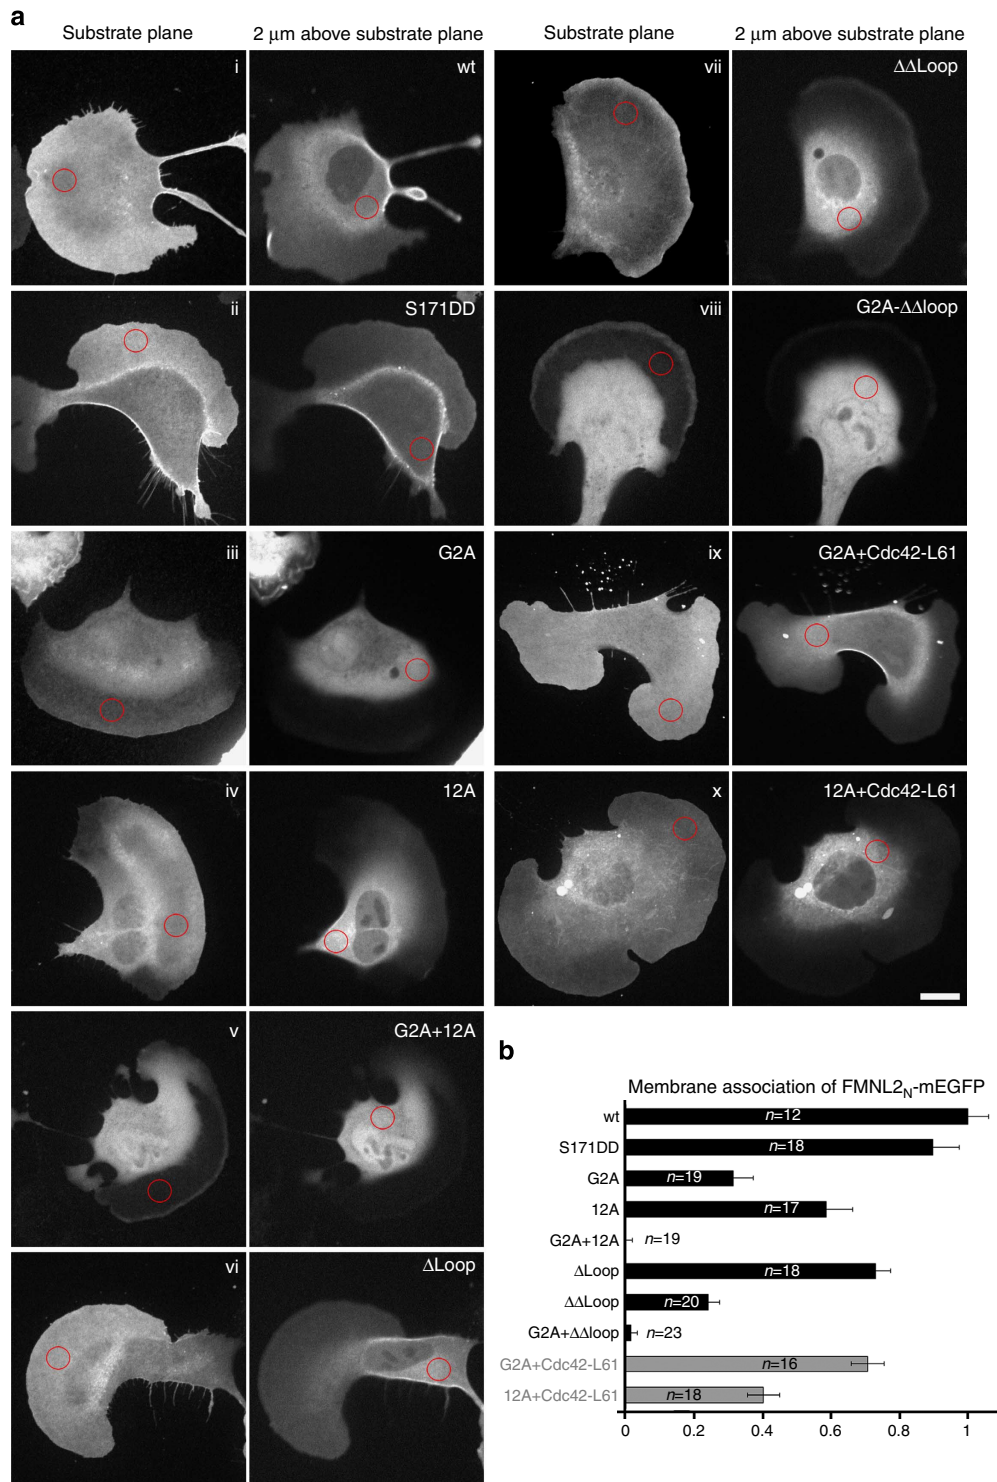 a
Substrate plane
2 μm above substrate plane
Substrate plane
2 μm above substrate plane
i
wt
vii
ΔΔLoop
ii
S171DD
viii
G2A-ΔΔloop
iii
G2A
ix
G2A+Cdc42-L61
iv
12A
x
12A+Cdc42-L61
v
G2A+12A
vi
ΔLoop
b
Membrane association of FMNL2N-mEGFP
wt n=12
S171DD n=18
G2A n=19
12A n=17
G2A+12A n=19
ΔLoop n=18
ΔΔLoop n=20
G2A+ΔΔloop n=23
G2A+Cdc42-L61 n=16
12A+Cdc42-L61 n=18
0 0.2 0.4 0.6 0.8 1